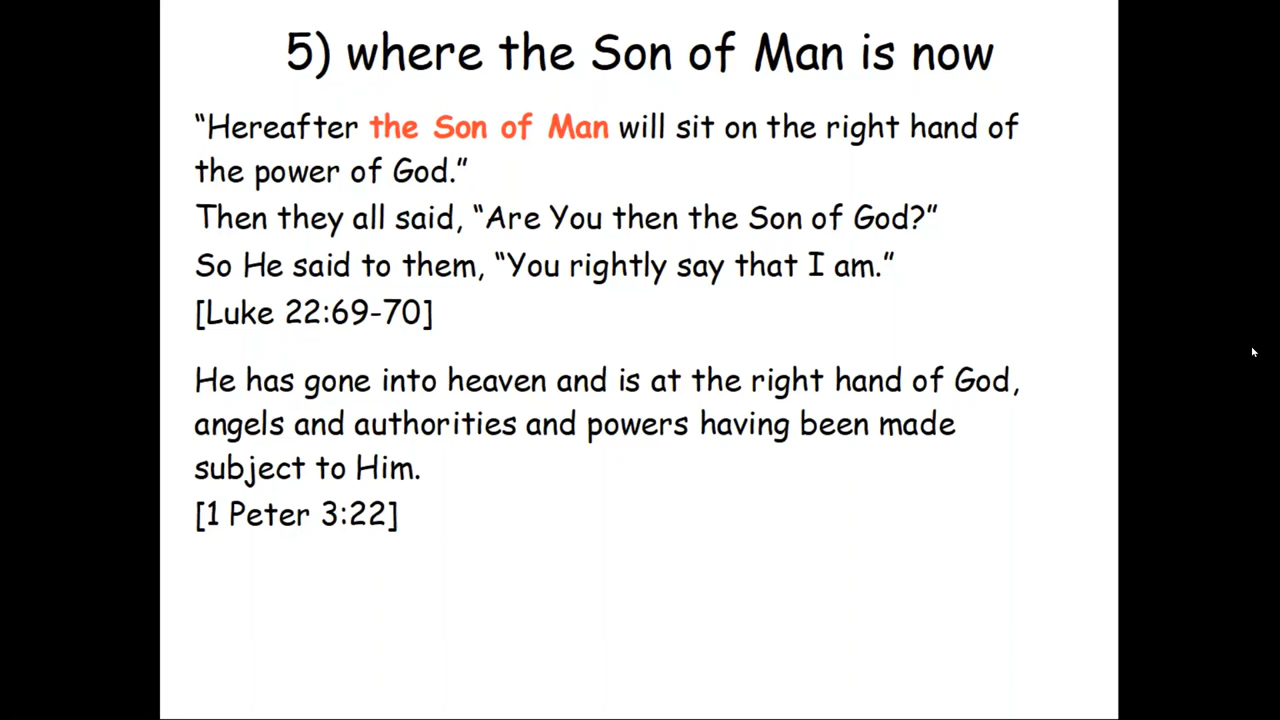 5) where the Son of Man is now
“Hereafter the Son of Man will sit on the right hand of
the power of God.”
Then they all said, “Are You then the Son of God?”
So He said to them, “You rightly say that I am.”
[Luke 22:69-70]
He has gone into heaven and is at the right hand of God,
angels and authorities and powers having been made
subject to Him.
[1 Peter 3:22]